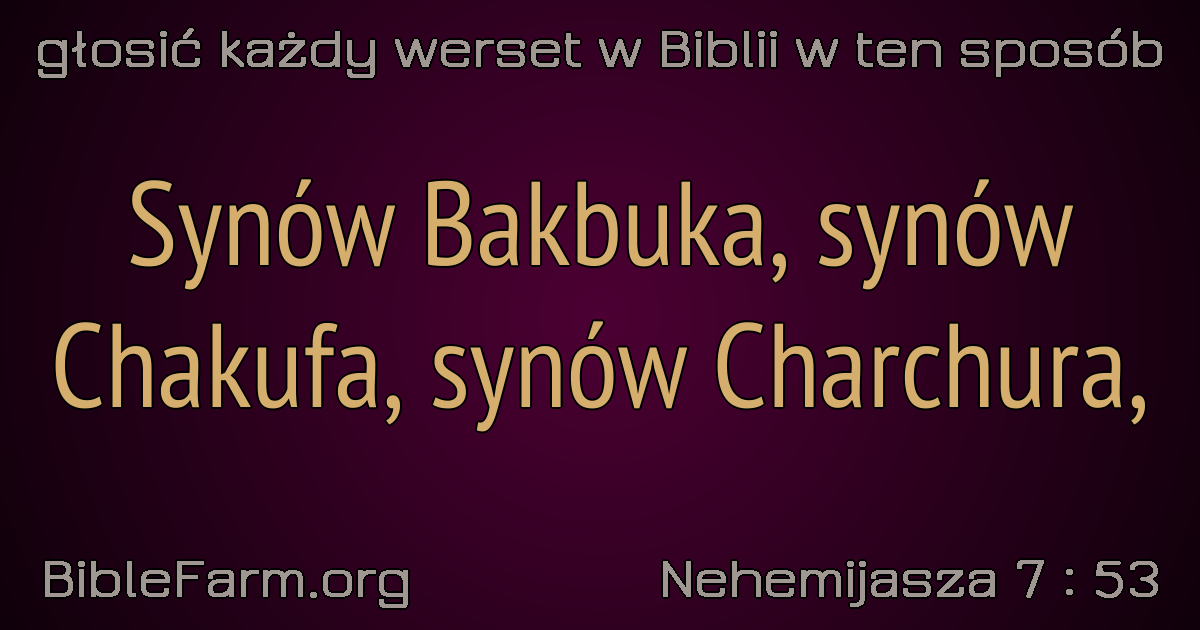 głosić każdy werset w Biblii w ten sposób
Synów Bakbuka, synów
Chakufa, synów Charchura,
BibleFarm.org
Nehemijasza 7 : 53